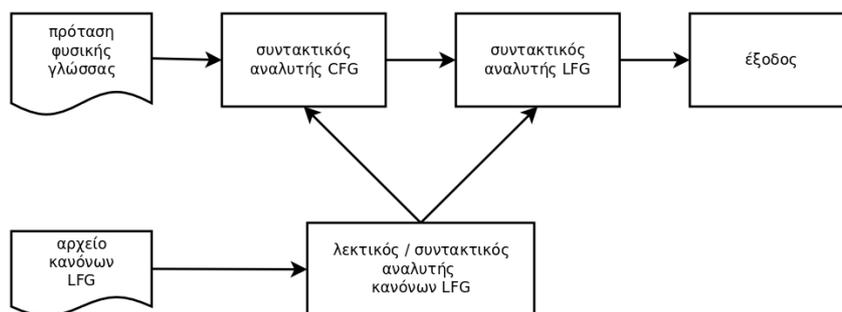 πρόταση
φυσικής
γλώσσας
συντακτικός
αναλυτής CFG
συντακτικός
αναλυτής LFG
έξοδος
αρχείο
κανόνων
LFG
λεκτικός / συντακτικός
αναλυτής
κανόνων LFG